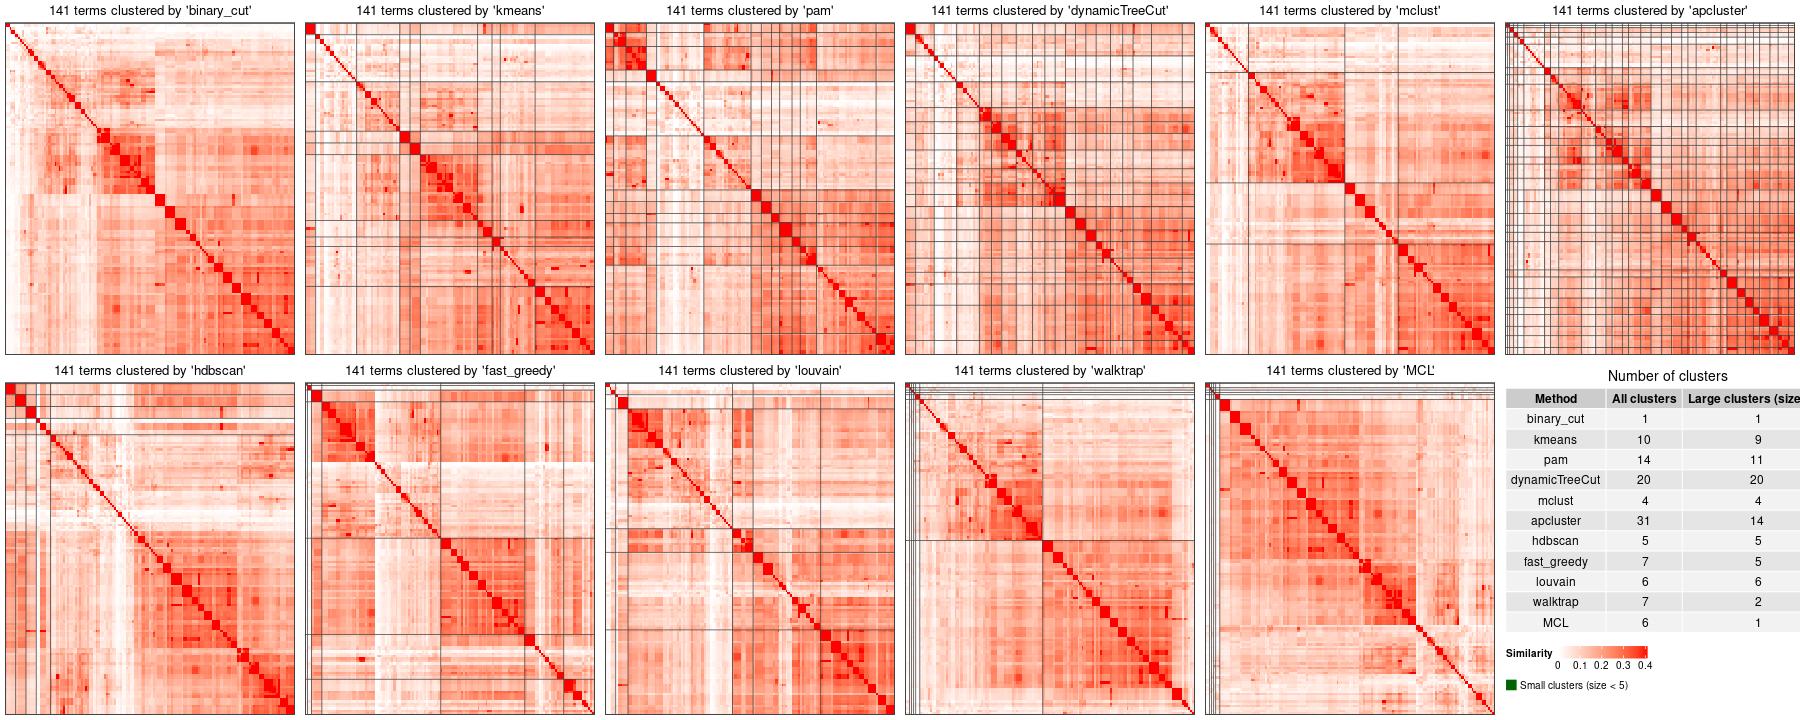 141 terms clustered by 'binary_cut'
141 terms clustered by 'kmeans'
141 terms clustered by 'pam'
141 terms clustered by 'dynamicTreeCut'
141 terms clustered by 'mclust'
141 terms clustered by 'apcluster'
141 terms clustered by 'hdbscan'
141 terms clustered by 'fast_greedy'
141 terms clustered by 'louvain'
141 terms clustered by 'walktrap'
141 terms clustered by 'MCL'
Number of clusters
Method All clusters Large clusters (size
binary_cut 1 1
kmeans 10 9
pam 14 11
dynamicTreeCut 20 20
mclust 4 4
apcluster 31 14
hdbscan 5 5
fast_greedy 7 5
louvain 6 6
walktrap 7 2
MCL 6 1
Similarity
0 0.1 0.2 0.3 0.4
Small clusters (size < 5)